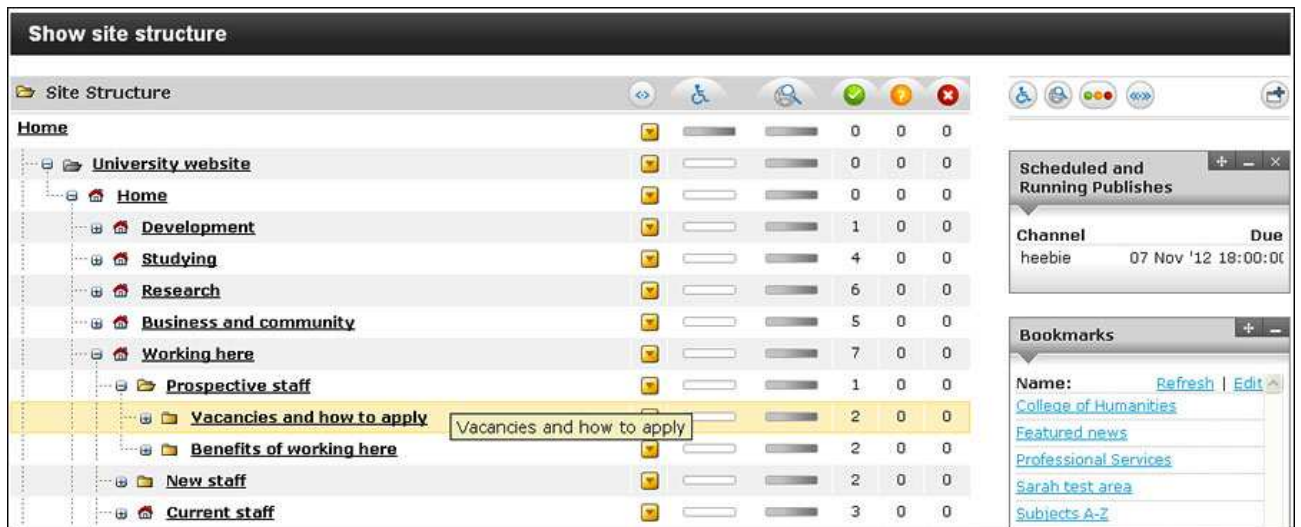 Show site structure
Site Structure
Home 0 0 0
University website 0 0 0
Home 0 0 0
Development 1 0 0
Studying 4 0 0
Research 6 0 0
Business and community 5 0 0
Working here 7 0 0
Prospective staff 1 0 0
Vacancies and how to apply 2 0 0
Vacancies and how to apply
Benefits of working here 2 0 0
New staff 2 0 0
Current staff 3 0 0
Scheduled and
Running Publishes
Channel Due
heebie 07 Nov '12 18:00:00
Bookmarks
Name: Refresh | Edit
College of Humanities
Featured news
Professional Services
Sarah test area
Subjects A-Z